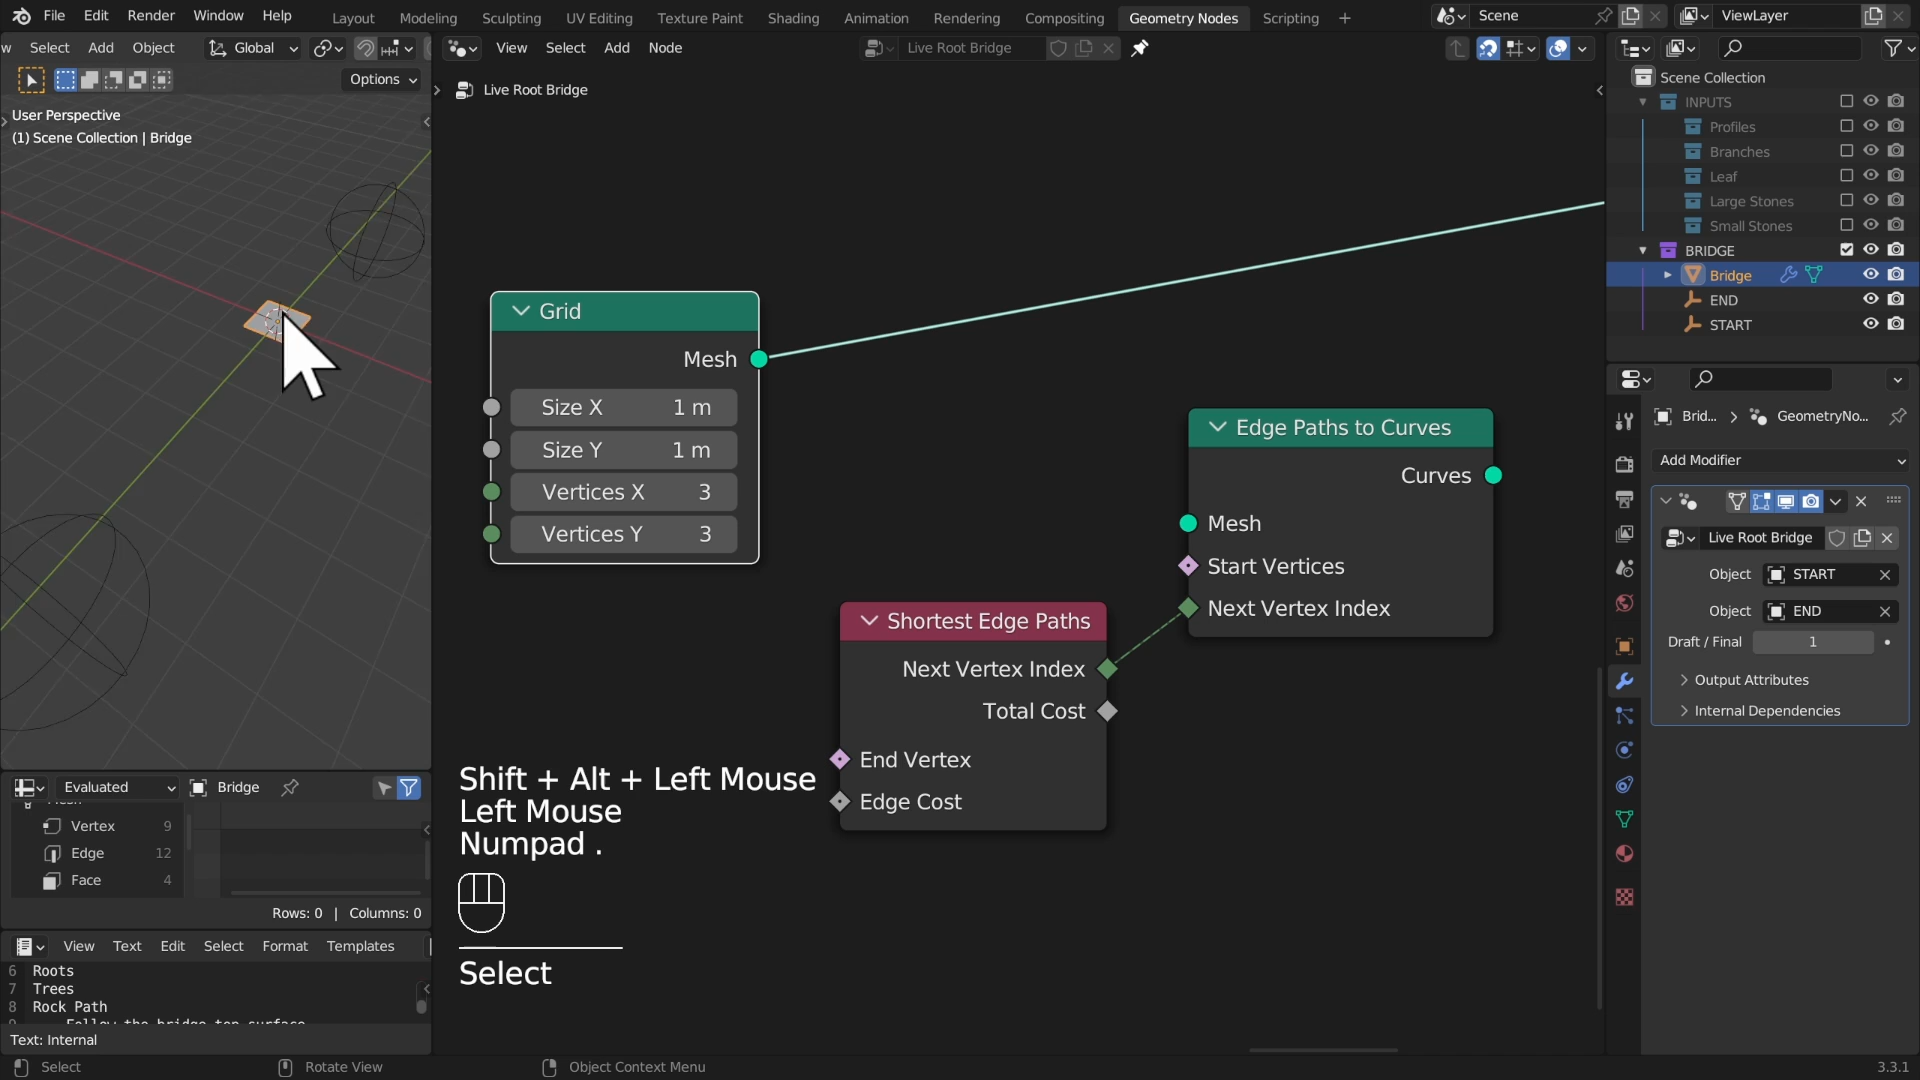 File Edit Render Window Help
Layout Modeling Sculpting UV Editing Texture Paint Shading Animation Rendering Compositing Geometry Nodes Scripting +
Scene
ViewLayer
w Select Add Object Global
Options
User Perspective
(1) Scene Collection | Bridge
View Select Add Node
Live Root Bridge
Live Root Bridge
Grid
Mesh
Size X 1 m
Size Y 1 m
Vertices X 3
Vertices Y 3
Edge Paths to Curves
Curves
Mesh
Start Vertices
Next Vertex Index
Shortest Edge Paths
Next Vertex Index
Total Cost
End Vertex
Edge Cost
Shift + Alt + Left Mouse
Left Mouse
Numpad .
Select
Scene Collection
INPUTS
Profiles
Branches
Leaf
Large Stones
Small Stones
BRIDGE
Bridge
END
START
Brid... > GeometryNo...
Add Modifier
Live Root Bridge
Object START
Object END
Draft / Final 1
Output Attributes
Internal Dependencies
Evaluated Bridge
Vertex 9
Edge 12
Face 4
Rows: 0 | Columns: 0
View Text Edit Select Format Templates
6 Roots
7 Trees
8 Rock Path
Follow the bridge top surface
Text: Internal
Select Rotate View Object Context Menu 3.3.1